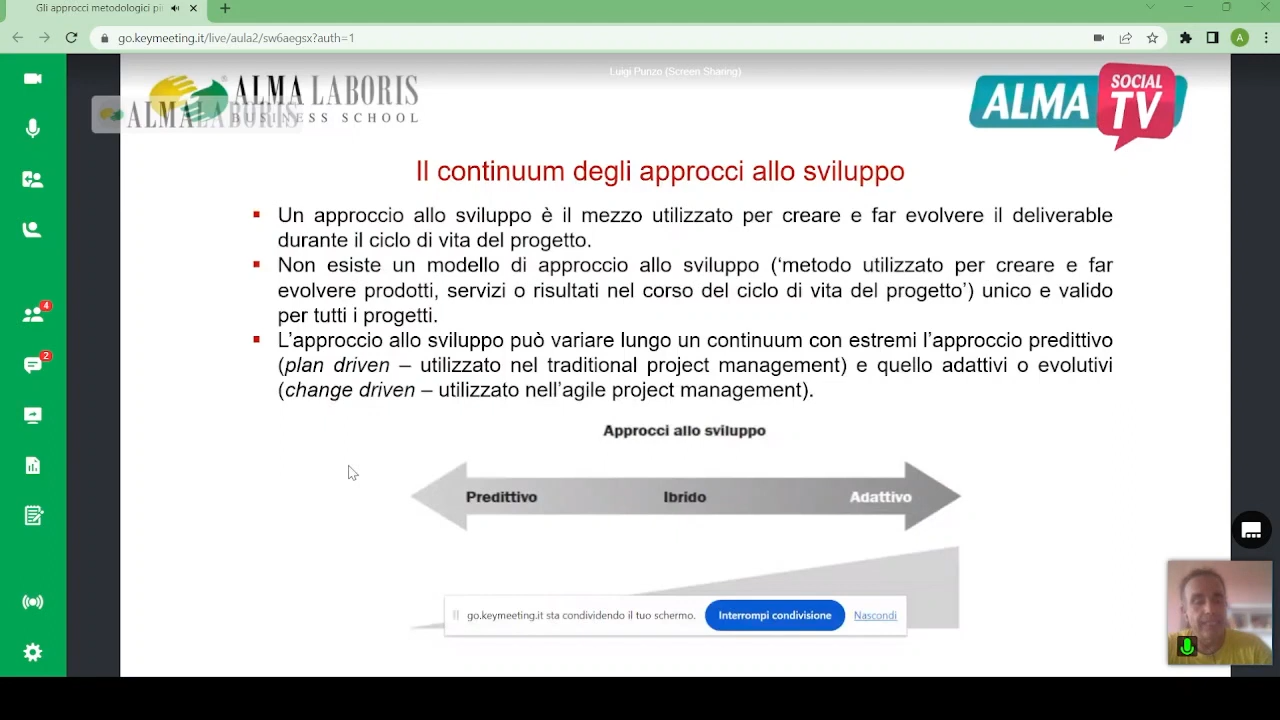 Gli approcci metodologici pi
go.keymeeting.it/live/aula2/sw6aegsx?auth=1
A
Luigi Punzo (Screen Sharing)
ALMA LABORIS
BUSINESS SCHOOL
ALMALABORIS
ALMA
SOCIAL
TV
Il continuum degli approcci allo sviluppo
Un approccio allo sviluppo è il mezzo utilizzato per creare e far evolvere il deliverable
durante il ciclo di vita del progetto.
Non esiste un modello di approccio allo sviluppo (‘metodo utilizzato per creare e far
evolvere prodotti, servizi o risultati nel corso del ciclo di vita del progetto’) unico e valido
per tutti i progetti.
L’approccio allo sviluppo può variare lungo un continuum con estremi l’approccio predittivo
(plan driven – utilizzato nel traditional project management) e quello adattivi o evolutivi
(change driven – utilizzato nell’agile project management).
4
2
Approcci allo sviluppo
Predittivo Ibrido Adattivo
go.keymeeting.it sta condividendo il tuo schermo. Interrompi condivisione Nascondi